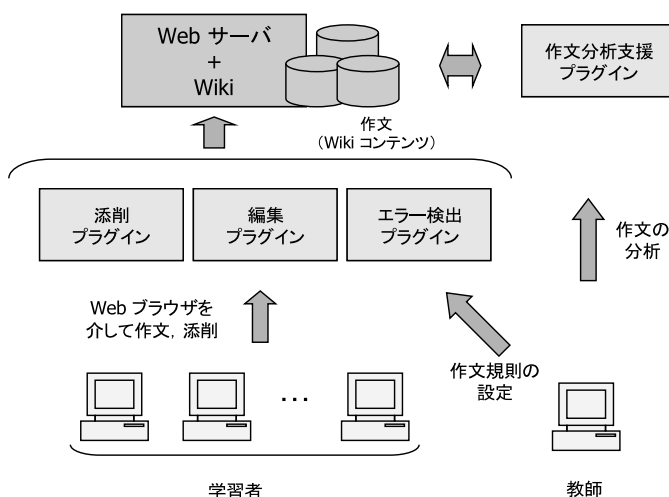 Web サーバ
+
Wiki
作文分析支援
プラグイン
作文
（Wiki コンテンツ）
添削
プラグイン
編集
プラグイン
エラー検出
プラグイン
作文の
分析
Web ブラウザを
介して作文，添削
作文規則の
設定
…
学習者
教師